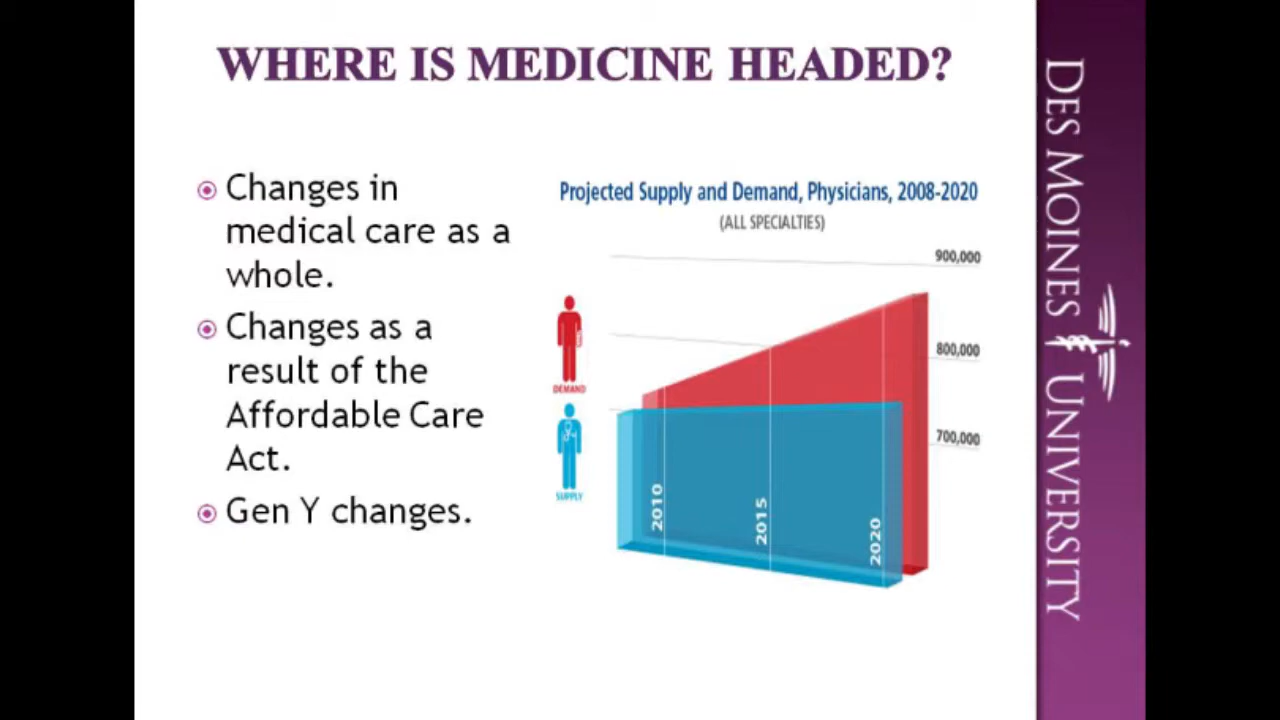 WHERE IS MEDICINE HEADED?
Changes in
medical care as a
whole.
Changes as a
result of the
Affordable Care
Act.
Gen Y changes.
Projected Supply and Demand, Physicians, 2008-2020
(ALL SPECIALTIES)
900,000
800,000
700,000
DEMAND
SUPPLY
2010
2015
2020
DES MOINES UNIVERSITY